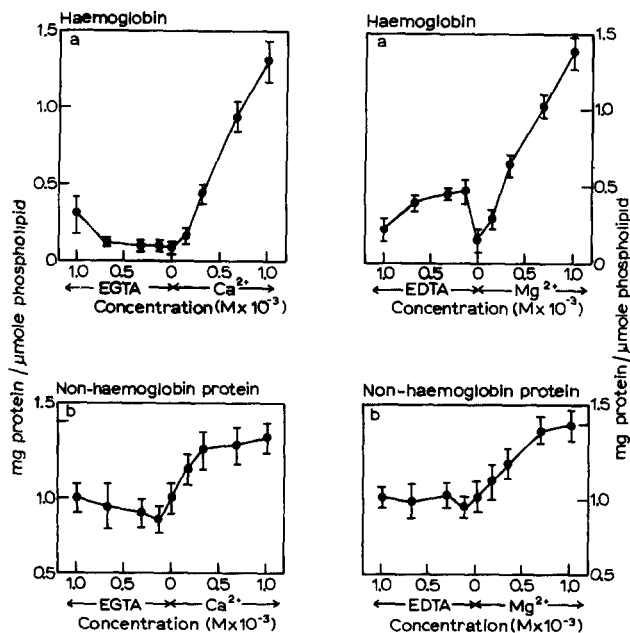 Haemoglobin
a
1.5
1.0
0.5
0
1.0 0.5 0 0.5 1.0
EGTA Ca²⁺
Concentration (M×10⁻³)
Haemoglobin
a
1.5
1.0
0.5
0
1.0 0.5 0 0.5 1.0
EDTA Mg²⁺
Concentration (M×10⁻³)
mg protein / μmole phospholipid
mg protein / μmole phospholipid
Non-haemoglobin protein
b
1.5
1.0
0.5
1.0 0.5 0 0.5 1.0
EGTA Ca²⁺
Concentration (M×10⁻³)
Non-haemoglobin protein
b
1.5
1.0
0.5
1.0 0.5 0 0.5 1.0
EDTA Mg²⁺
Concentration (M×10⁻³)